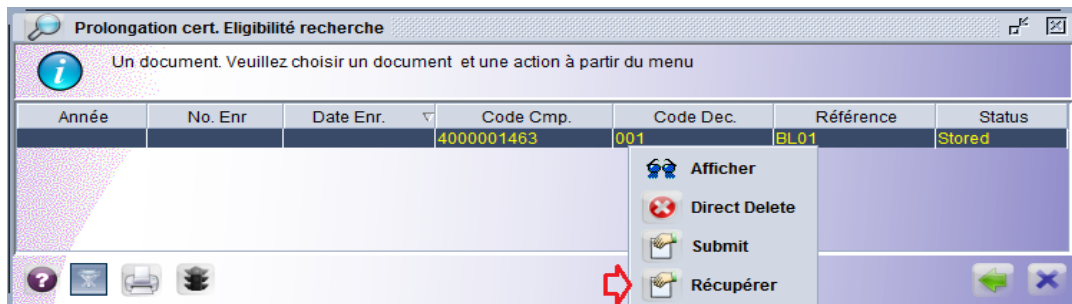 Prolongation cert. Eligibilité recherche
Un document. Veuillez choisir un document et une action à partir du menu
Année No. Enr Date Enr. Code Cmp. Code Dec. Référence Status
4000001463 001 BL01 Stored
Afficher
Direct Delete
Submit
Récupérer